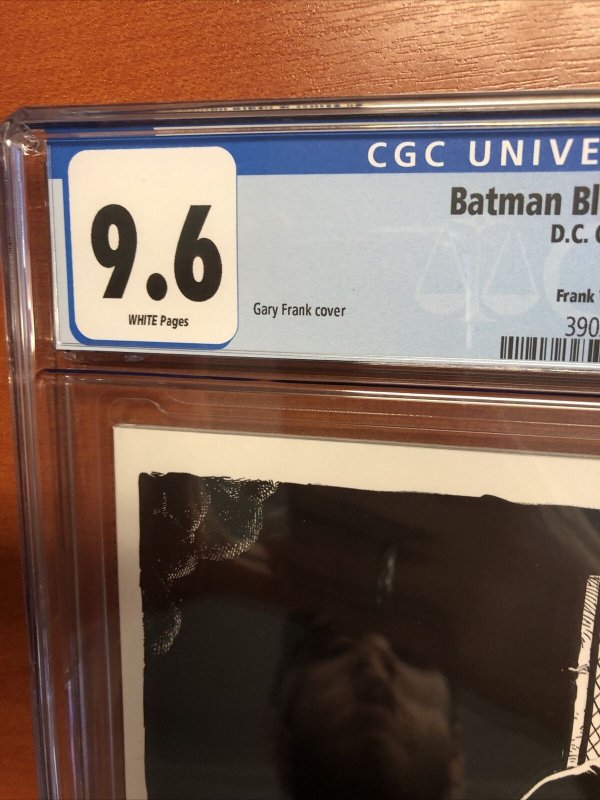 CGC UNIVE
9.6
WHITE Pages
Batman Bl
D.C.
Gary Frank cover
Frank
390